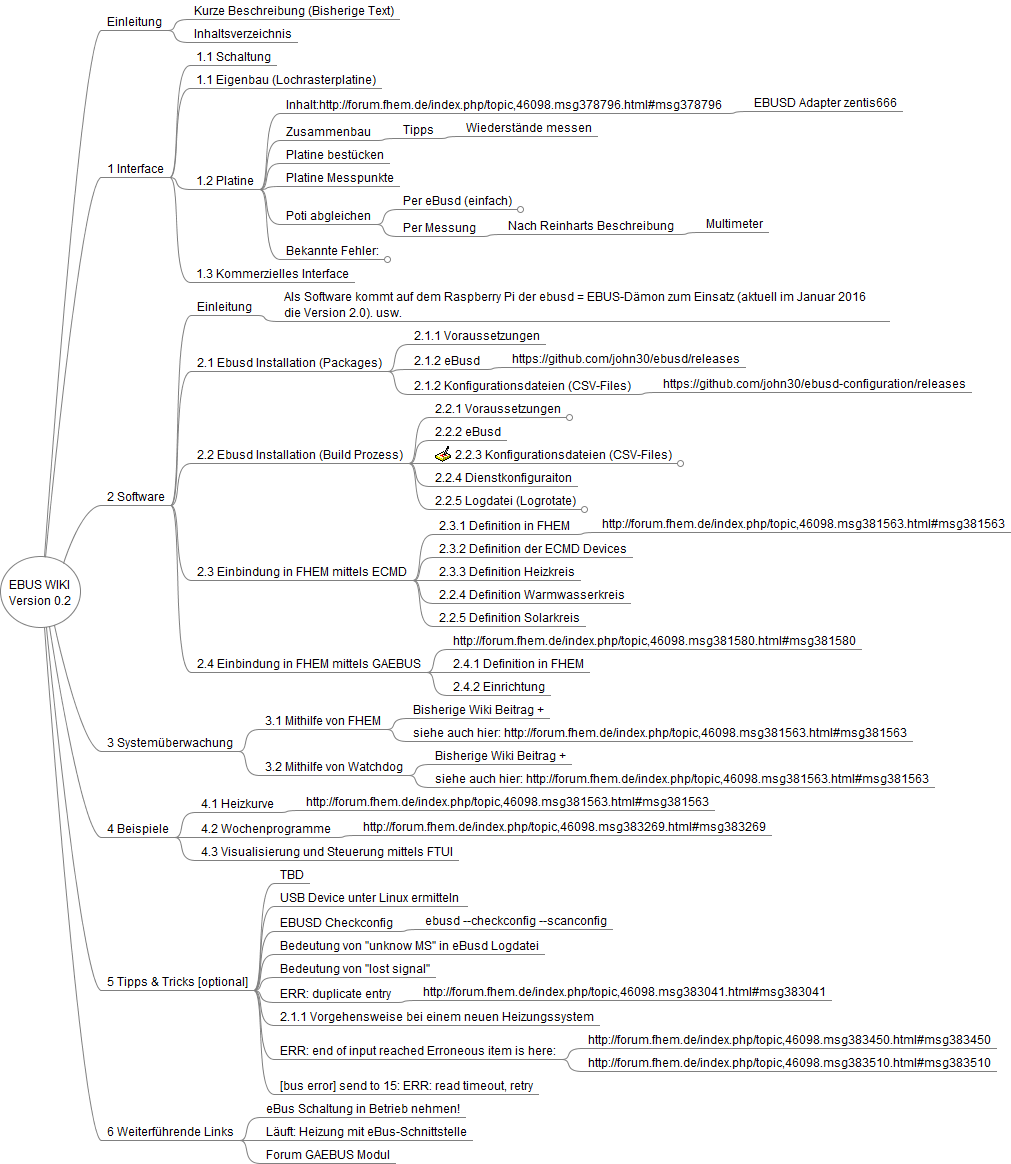 EBUS WIKI
Version 0.2
Einleitung
Kurze Beschreibung (Bisherige Text)
Inhaltsverzeichnis
1 Interface
1.1 Schaltung
1.1 Eigenbau (Lochrasterplatine)
1.2 Platine
Inhalt:http://forum.fhem.de/index.php/topic,46098.msg378796.html#msg378796
EBUSD Adapter zentis666
Zusammenbau
Tipps
Wiederstände messen
Platine bestücken
Platine Messpunkte
Poti abgleichen
Per eBusd (einfach)
Per Messung
Nach Reinharts Beschreibung
Multimeter
Bekannte Fehler:
1.3 Kommerzielles Interface
2 Software
Einleitung
Als Software kommt auf dem Raspberry Pi der ebusd = EBUS-Dämon zum Einsatz (aktuell im Januar 2016
die Version 2.0). usw.
2.1 Ebusd Installation (Packages)
2.1.1 Voraussetzungen
2.1.2 eBusd
https://github.com/john30/ebusd/releases
2.1.2 Konfigurationsdateien (CSV-Files)
https://github.com/john30/ebusd-configuration/releases
2.2 Ebusd Installation (Build Prozess)
2.2.1 Voraussetzungen
2.2.2 eBusd
2.2.3 Konfigurationsdateien (CSV-Files)
2.2.4 Dienstkonfiguraiton
2.2.5 Logdatei (Logrotate)
2.3 Einbindung in FHEM mittels ECMD
2.3.1 Definition in FHEM
http://forum.fhem.de/index.php/topic,46098.msg381563.html#msg381563
2.3.2 Definition der ECMD Devices
2.3.3 Definition Heizkreis
2.2.4 Definition Warmwasserkreis
2.2.5 Definition Solarkreis
2.4 Einbindung in FHEM mittels GAEBUS
http://forum.fhem.de/index.php/topic,46098.msg381580.html#msg381580
2.4.1 Definition in FHEM
2.4.2 Einrichtung
3 Systemüberwachung
3.1 Mithilfe von FHEM
Bisherige Wiki Beitrag +
siehe auch hier: http://forum.fhem.de/index.php/topic,46098.msg381563.html#msg381563
3.2 Mithilfe von Watchdog
Bisherige Wiki Beitrag +
siehe auch hier: http://forum.fhem.de/index.php/topic,46098.msg381563.html#msg381563
4 Beispiele
4.1 Heizkurve
http://forum.fhem.de/index.php/topic,46098.msg381563.html#msg381563
4.2 Wochenprogramme
http://forum.fhem.de/index.php/topic,46098.msg383269.html#msg383269
4.3 Visualisierung und Steuerung mittels FTUI
5 Tipps & Tricks [optional]
TBD
USB Device unter Linux ermitteln
EBUSD Checkconfig
ebusd --checkconfig --scanconfig
Bedeutung von "unknow MS" in eBusd Logdatei
Bedeutung von "lost signal"
ERR: duplicate entry
http://forum.fhem.de/index.php/topic,46098.msg383041.html#msg383041
2.1.1 Vorgehensweise bei einem neuen Heizungssystem
ERR: end of input reached Erroneous item is here:
http://forum.fhem.de/index.php/topic,46098.msg383450.html#msg383450
http://forum.fhem.de/index.php/topic,46098.msg383510.html#msg383510
[bus error] send to 15: ERR: read timeout, retry
6 Weiterführende Links
eBus Schaltung in Betrieb nehmen!
Läuft: Heizung mit eBus-Schnittstelle
Forum GAEBUS Modul